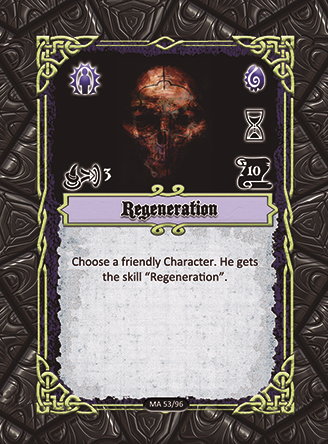 3
10
Regeneration
Choose a friendly Character. He gets
the skill “Regeneration”.
MA 53/96